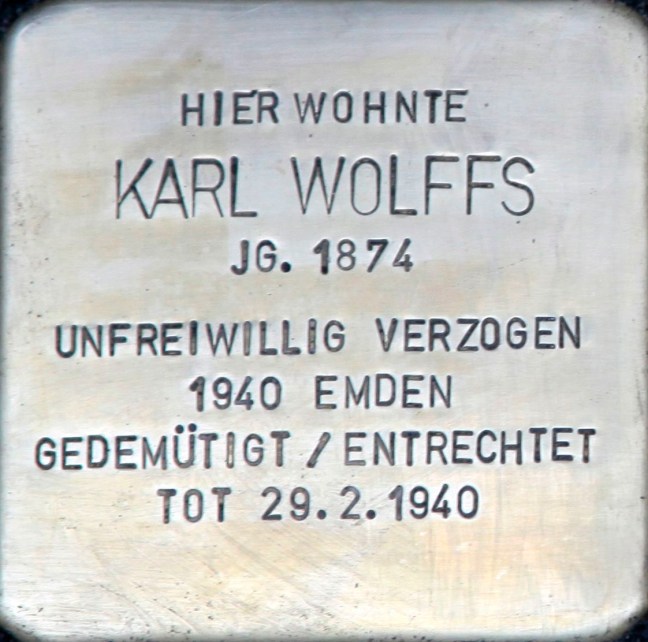 HIER WOHNTE
KARL WOLFFS
JG. 1874
UNFREIWILLIG VERZOGEN
1940 EMDEN
GEDEMÜTIGT / ENTRECHTET
TOT 29.2.1940